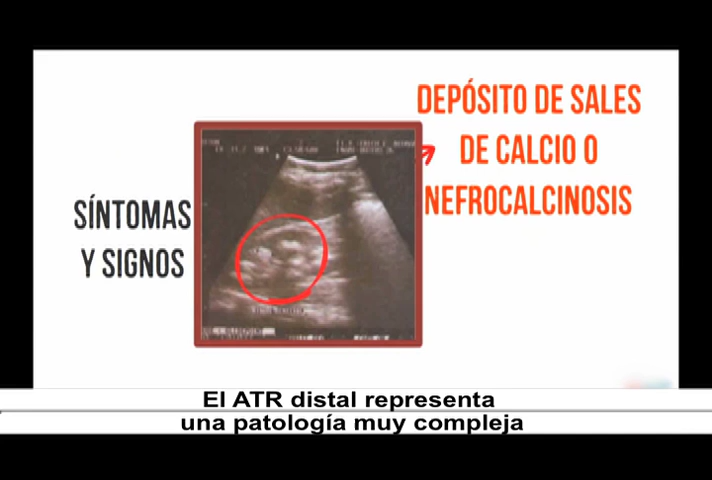 DEPÓSITO DE SALES
DE CALCIO O
NEFROCALCINOSIS
SÍNTOMAS
Y SIGNOS
El ATR distal representa
una patología muy compleja